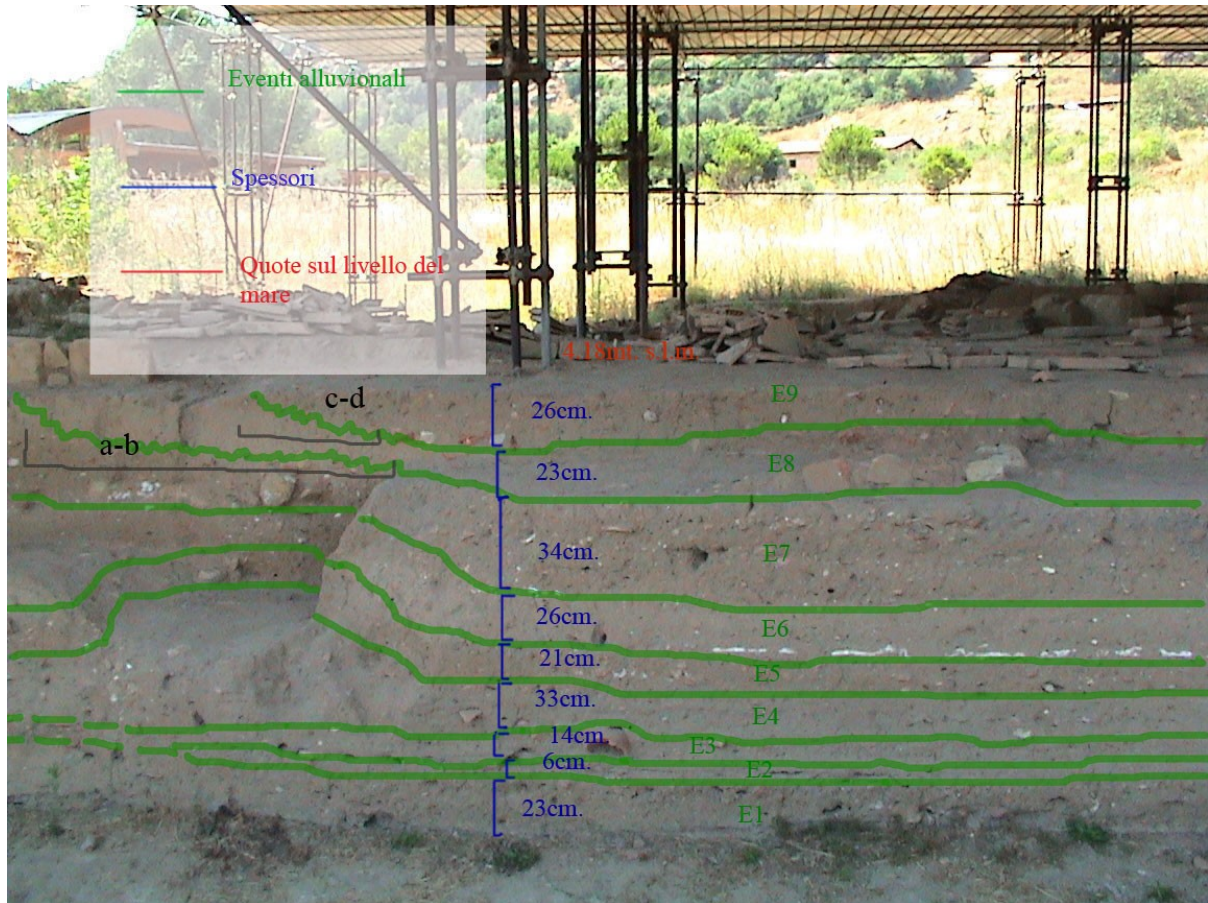 Eventi alluvionali
Spessori
Quote sul livello del
mare
4.18mt. s.l.m
c-d
E9
26cm.
a-b
E8
23cm.
E7
34cm.
26cm.
E6
21cm.
E5
33cm.
E4
14cm
E3
6cm.
E2
23cm.
E1